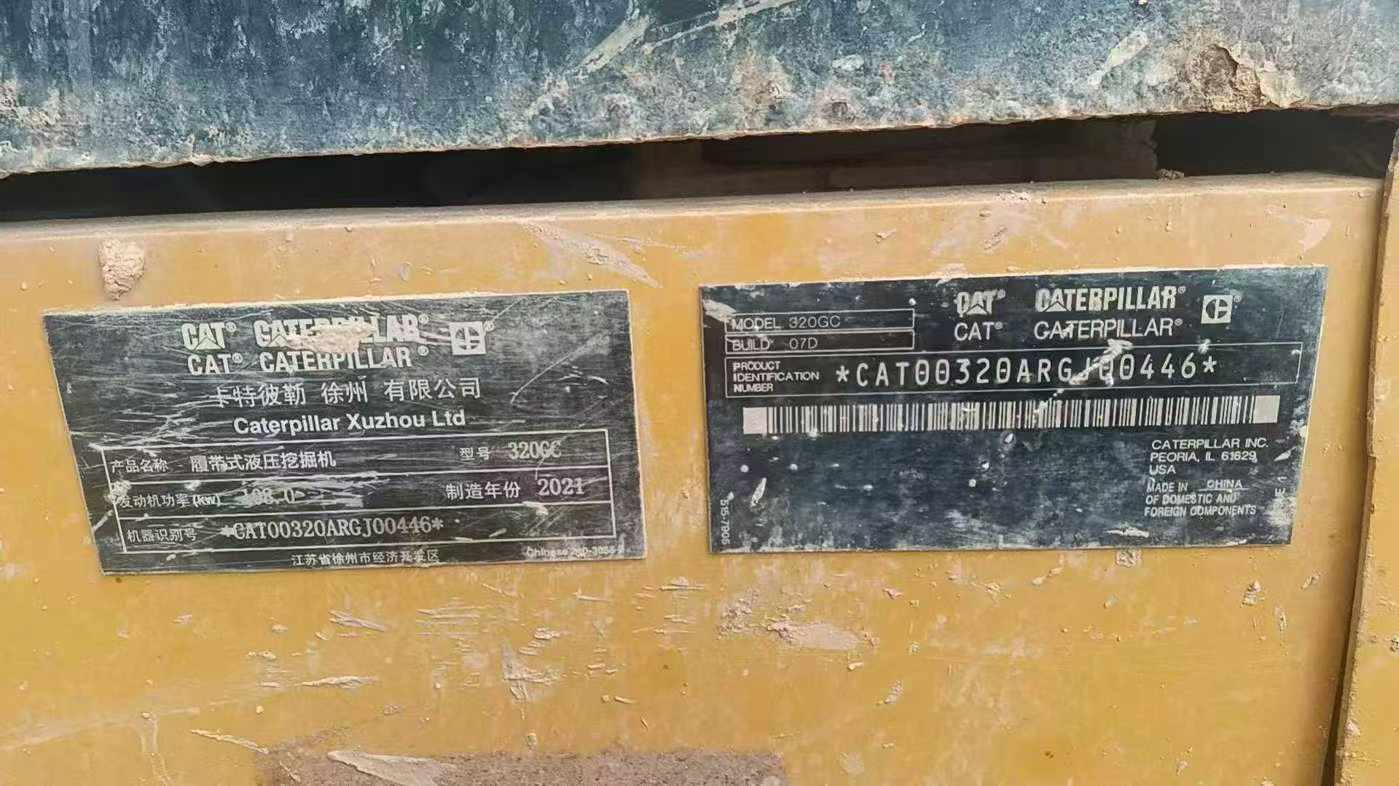 CAT® CATERPILLAR®
CAT® CATERPILLAR®
卡特彼勒 徐州 有限公司
Caterpillar Xuzhou Ltd
产品名称 履带式液压挖掘机 型号 320GC
发动机功率(kw) 制造年份 2021
机器识别号 *CAT00320ARGJ00446*
江苏省徐州市经济开发区 Chinese
CAT® CATERPILLAR®
CAT® CATERPILLAR®
MODEL 320GC
BUILD 07D
PRODUCT
IDENTIFICATION
NUMBER
*CAT00320ARGJ00446*
CATERPILLAR INC.
PEORIA, IL 61629
USA
MADE IN CHINA
OF DOMESTIC AND
FOREIGN COMPONENTS